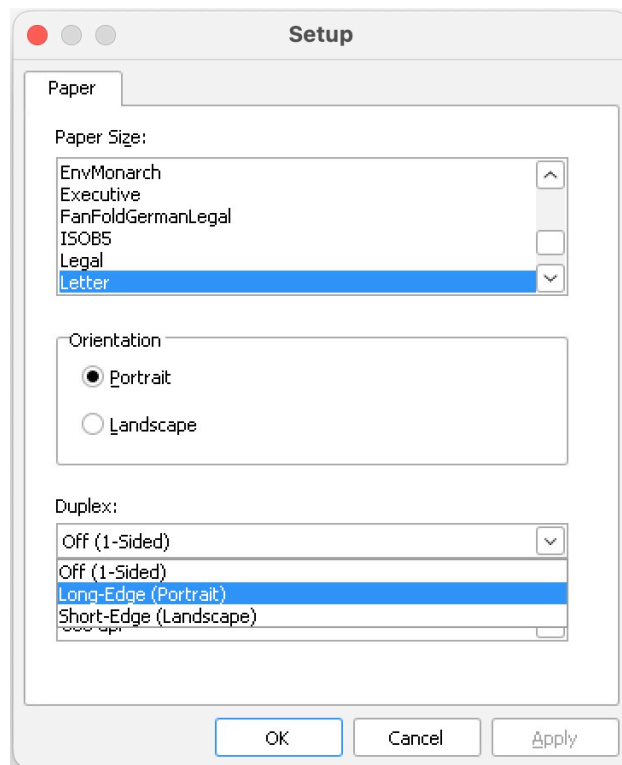 Setup
Paper
Paper Size:
EnvMonarch
Executive
FanFoldGermanLegal
ISOB5
Legal
Letter
Orientation
Portrait
Landscape
Duplex:
Off (1-Sided)
Off (1-Sided)
Long-Edge (Portrait)
Short-Edge (Landscape)
OK
Cancel
Apply